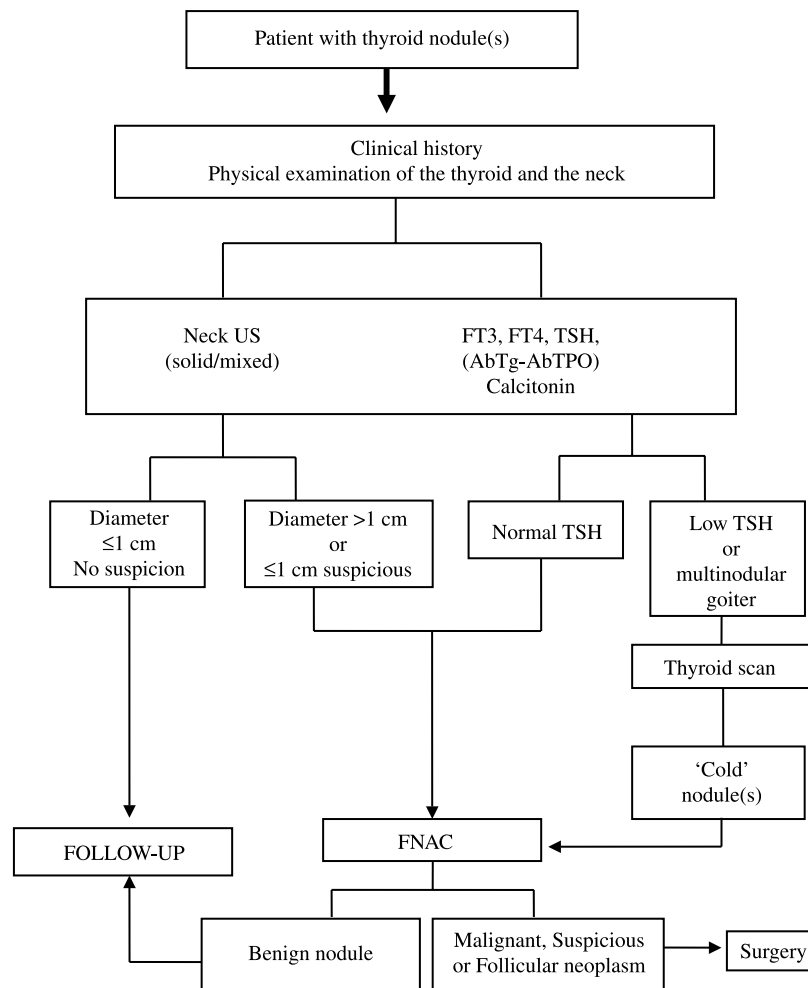 Patient with thyroid nodule(s)
Clinical history
Physical examination of the thyroid and the neck
Neck US
(solid/mixed)
FT3, FT4, TSH,
(AbTg-AbTPO)
Calcitonin
Diameter
≤1 cm
No suspicion
Diameter >1 cm
or
≤1 cm suspicious
Normal TSH
Low TSH
or
multinodular
goiter
Thyroid scan
‘Cold’
nodule(s)
FOLLOW-UP
FNAC
Benign nodule
Malignant, Suspicious
or Follicular neoplasm
Surgery